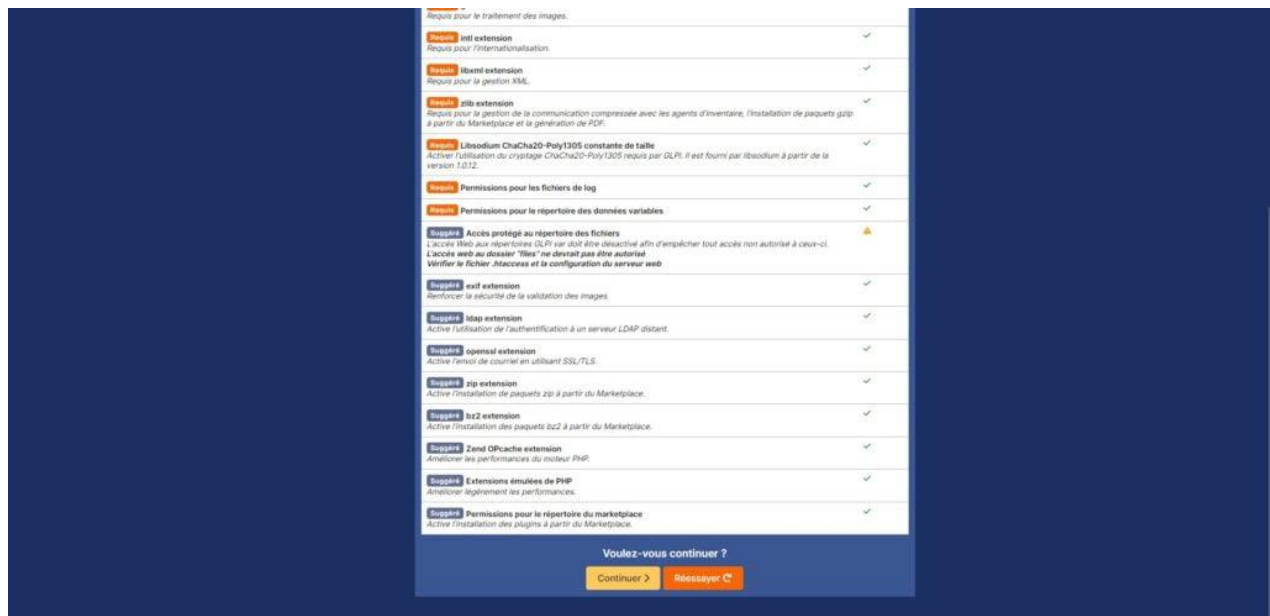 Requis pour le traitement des images.
Requis intl extension
Requis pour l'internationalisation.
Requis libxml extension
Requis pour la gestion XML.
Requis zlib extension
Requis pour la gestion de la communication compressée avec les agents d'inventaire, l'installation de paquets gzip
à partir du Marketplace et la génération de PDF.
Requis Libsodium ChaCha20-Poly1305 constante de taille
Activer l'utilisation du cryptage ChaCha20-Poly1305 requis par GLPI. Il est fourni par libsodium à partir de la
version 1.0.12.
Requis Permissions pour les fichiers de log
Requis Permissions pour le répertoire des données variables
Suggéré Accès protégé au répertoire des fichiers
L'accès Web aux répertoires GLPI var doit être désactivé afin d'empêcher tout accès non autorisé à ceux-ci.
L'accès web au dossier "files" ne devrait pas être autorisé
Vérifier le fichier .htaccess et la configuration du serveur web
Suggéré exif extension
Renforcer la sécurité de la validation des images.
Suggéré ldap extension
Active l'utilisation de l'authentification à un serveur LDAP distant.
Suggéré openssl extension
Active l'envoi de courriel en utilisant SSL/TLS.
Suggéré zip extension
Active l'installation de paquets zip à partir du Marketplace.
Suggéré bz2 extension
Active l'installation des paquets bz2 à partir du Marketplace.
Suggéré Zend OPcache extension
Améliorer les performances du moteur PHP.
Suggéré Extensions émulées de PHP
Améliorer légèrement les performances.
Suggéré Permissions pour le répertoire du marketplace
Active l'installation des plugins à partir du Marketplace.
Voulez-vous continuer ?
Continuer
Réessayer